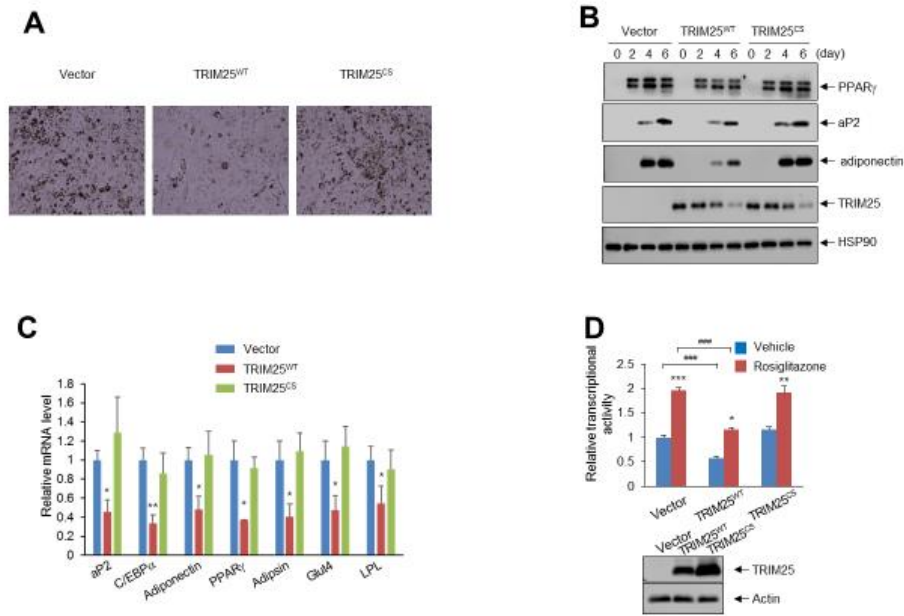 A
Vector TRIM25WT TRIM25CS
B
Vector TRIM25WT TRIM25CS
0 2 4 6 0 2 4 6 0 2 4 6 (day)
PPARγ
aP2
adiponectin
TRIM25
HSP90
C
Vector
TRIM25WT
TRIM25CS
Relative mRNA level
1.8
1.6
1.4
1.2
1
0.8
0.6
0.4
0.2
0
* ** * * * * *
aP2 C/EBPα Adiponectin PPARγ Adipsin Glut4 LPL
D
Vehicle
Rosiglitazone
Relative transcriptional
activity
2.5
2
1.5
1
0.5
0
###
###
*** * **
Vector TRIM25WT TRIM25CS
Vector TRIM25WT TRIM25CS
TRIM25
Actin